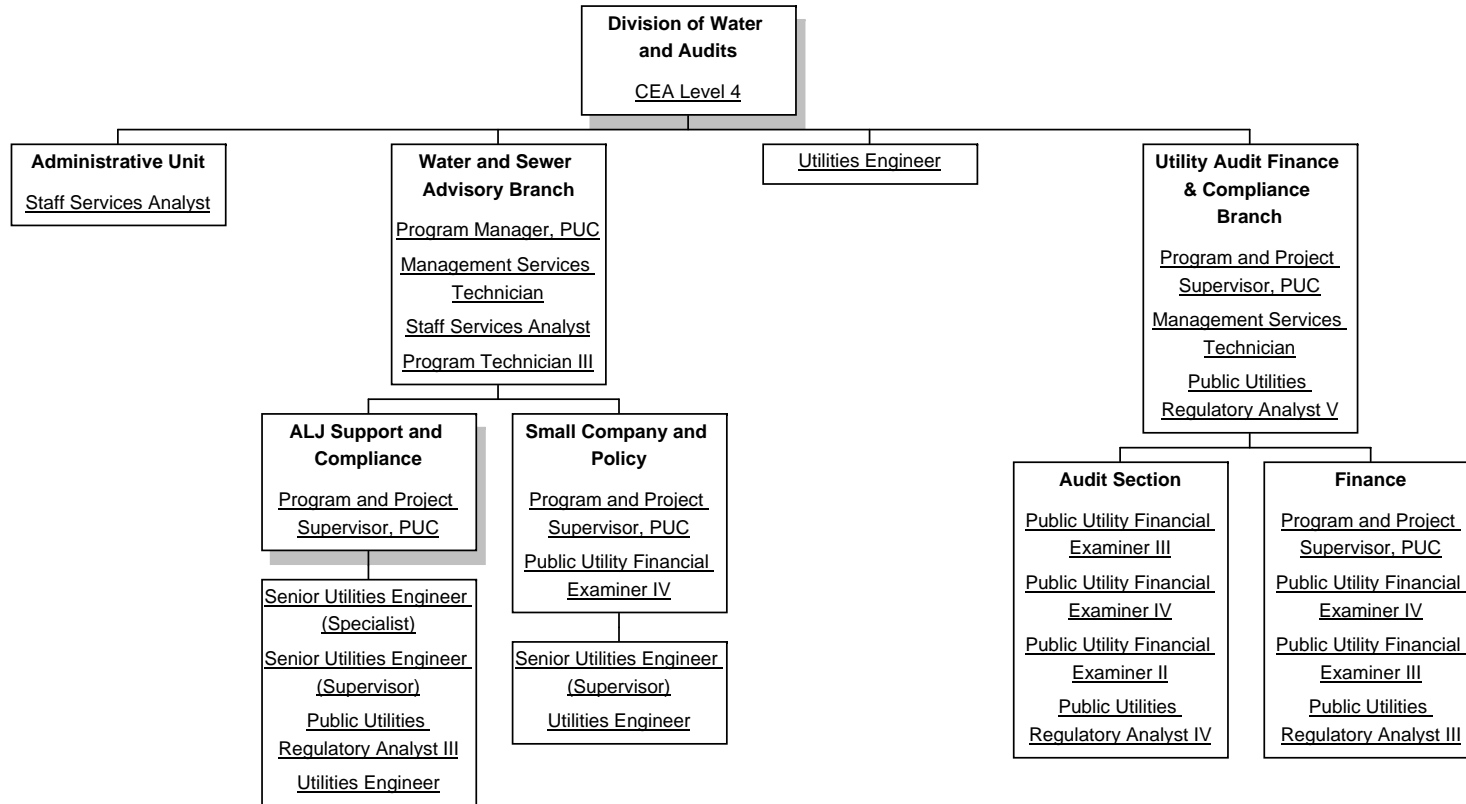 Division of Water
and Audits
CEA Level 4
Administrative Unit
Staff Services Analyst
Water and Sewer
Advisory Branch
Program Manager, PUC
Management Services
Technician
Staff Services Analyst
Program Technician III
Utilities Engineer
Utility Audit Finance
& Compliance
Branch
Program and Project
Supervisor, PUC
Management Services
Technician
Public Utilities
Regulatory Analyst V
ALJ Support and
Compliance
Program and Project
Supervisor, PUC
Senior Utilities Engineer
(Specialist)
Senior Utilities Engineer
(Supervisor)
Public Utilities
Regulatory Analyst III
Utilities Engineer
Small Company and
Policy
Program and Project
Supervisor, PUC
Public Utility Financial
Examiner IV
Senior Utilities Engineer
(Supervisor)
Utilities Engineer
Audit Section
Public Utility Financial
Examiner III
Public Utility Financial
Examiner IV
Public Utility Financial
Examiner II
Public Utilities
Regulatory Analyst IV
Finance
Program and Project
Supervisor, PUC
Public Utility Financial
Examiner IV
Public Utility Financial
Examiner III
Public Utilities
Regulatory Analyst III